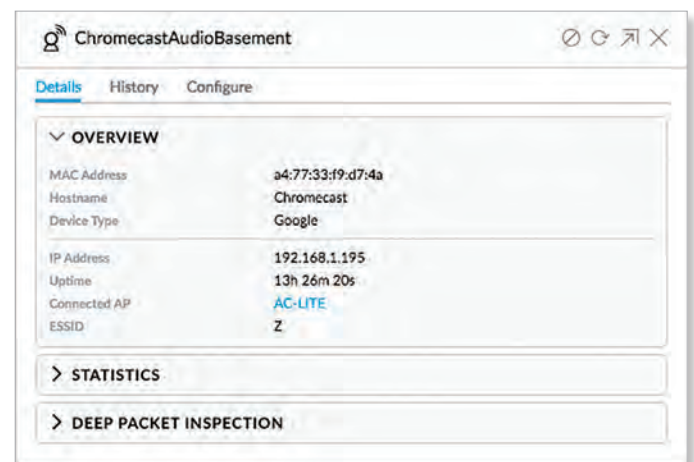 ChromecastAudioBasement
Details History Configure
OVERVIEW
MAC Address a4:77:33:f9:d7:4a
Hostname Chromecast
Device Type Google
IP Address 192.168.1.195
Uptime 13h 26m 20s
Connected AP AC-LITE
ESSID Z
STATISTICS
DEEP PACKET INSPECTION